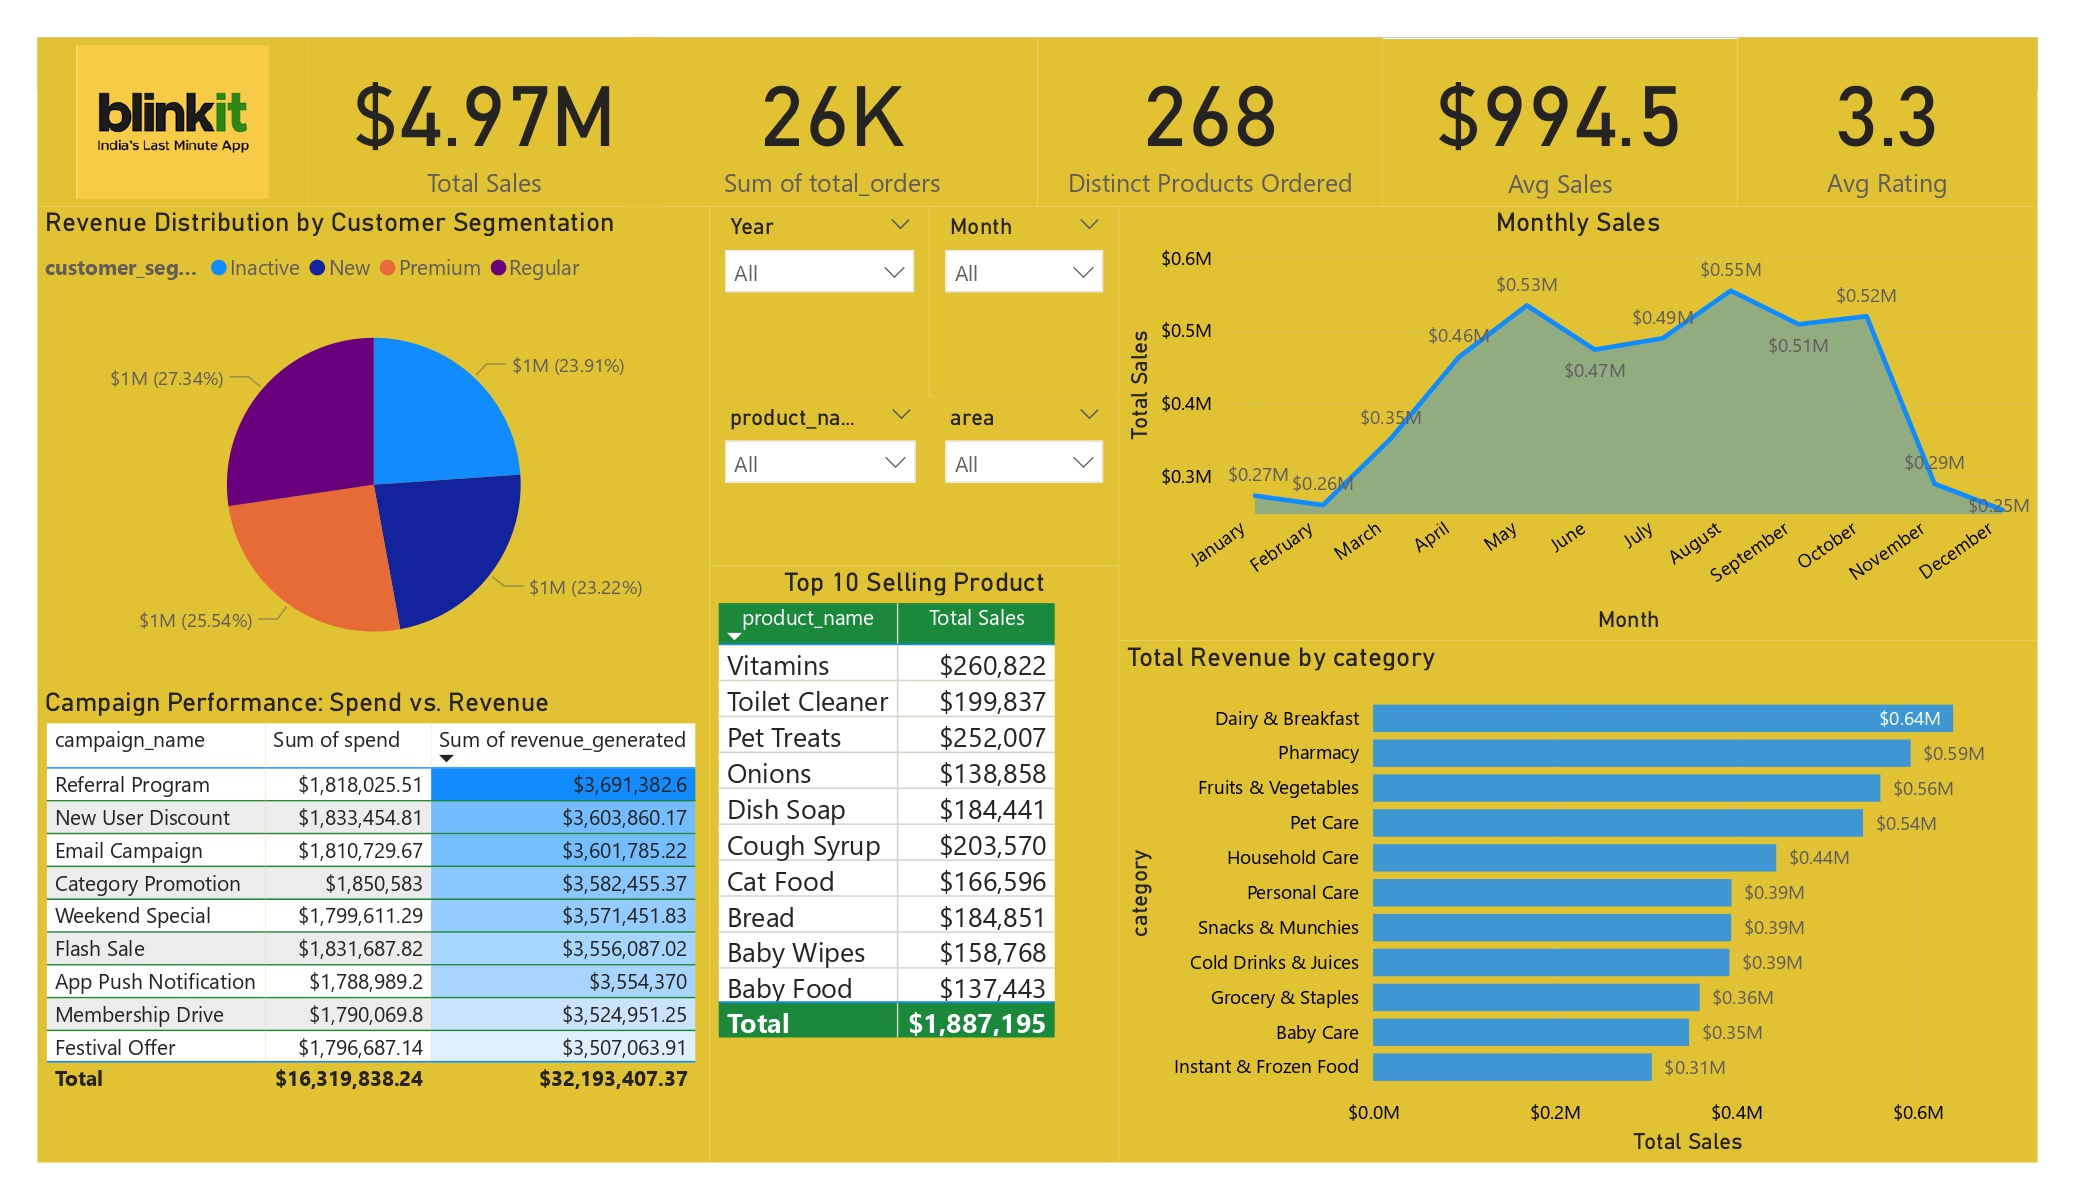 blinkit
India's Last Minute App
$4.97M
Total Sales
26K
Sum of total_orders
268
Distinct Products Ordered
$994.5
Avg Sales
3.3
Avg Rating
Revenue Distribution by Customer Segmentation
customer_seg... Inactive New Premium Regular
$1M (27.34%)
$1M (23.91%)
$1M (23.22%)
$1M (25.54%)
Year
All
Month
All
product_na...
All
area
All
Monthly Sales
Total Sales
$0.6M
$0.5M
$0.4M
$0.3M
$0.27M
$0.26M
$0.35M
$0.46M
$0.53M
$0.47M
$0.49M
$0.55M
$0.51M
$0.52M
$0.29M
$0.25M
January
February
March
April
May
June
July
August
September
October
November
December
Month
Campaign Performance: Spend vs. Revenue
campaign_name Sum of spend Sum of revenue_generated
Referral Program $1,818,025.51 $3,691,382.6
New User Discount $1,833,454.81 $3,603,860.17
Email Campaign $1,810,729.67 $3,601,785.22
Category Promotion $1,850,583 $3,582,455.37
Weekend Special $1,799,611.29 $3,571,451.83
Flash Sale $1,831,687.82 $3,556,087.02
App Push Notification $1,788,989.2 $3,554,370
Membership Drive $1,790,069.8 $3,524,951.25
Festival Offer $1,796,687.14 $3,507,063.91
Total $16,319,838.24 $32,193,407.37
Top 10 Selling Product
product_name Total Sales
Vitamins $260,822
Toilet Cleaner $199,837
Pet Treats $252,007
Onions $138,858
Dish Soap $184,441
Cough Syrup $203,570
Cat Food $166,596
Bread $184,851
Baby Wipes $158,768
Baby Food $137,443
Total $1,887,195
Total Revenue by category
category
Dairy & Breakfast $0.64M
Pharmacy $0.59M
Fruits & Vegetables $0.56M
Pet Care $0.54M
Household Care $0.44M
Personal Care $0.39M
Snacks & Munchies $0.39M
Cold Drinks & Juices $0.39M
Grocery & Staples $0.36M
Baby Care $0.35M
Instant & Frozen Food $0.31M
$0.0M $0.2M $0.4M $0.6M
Total Sales